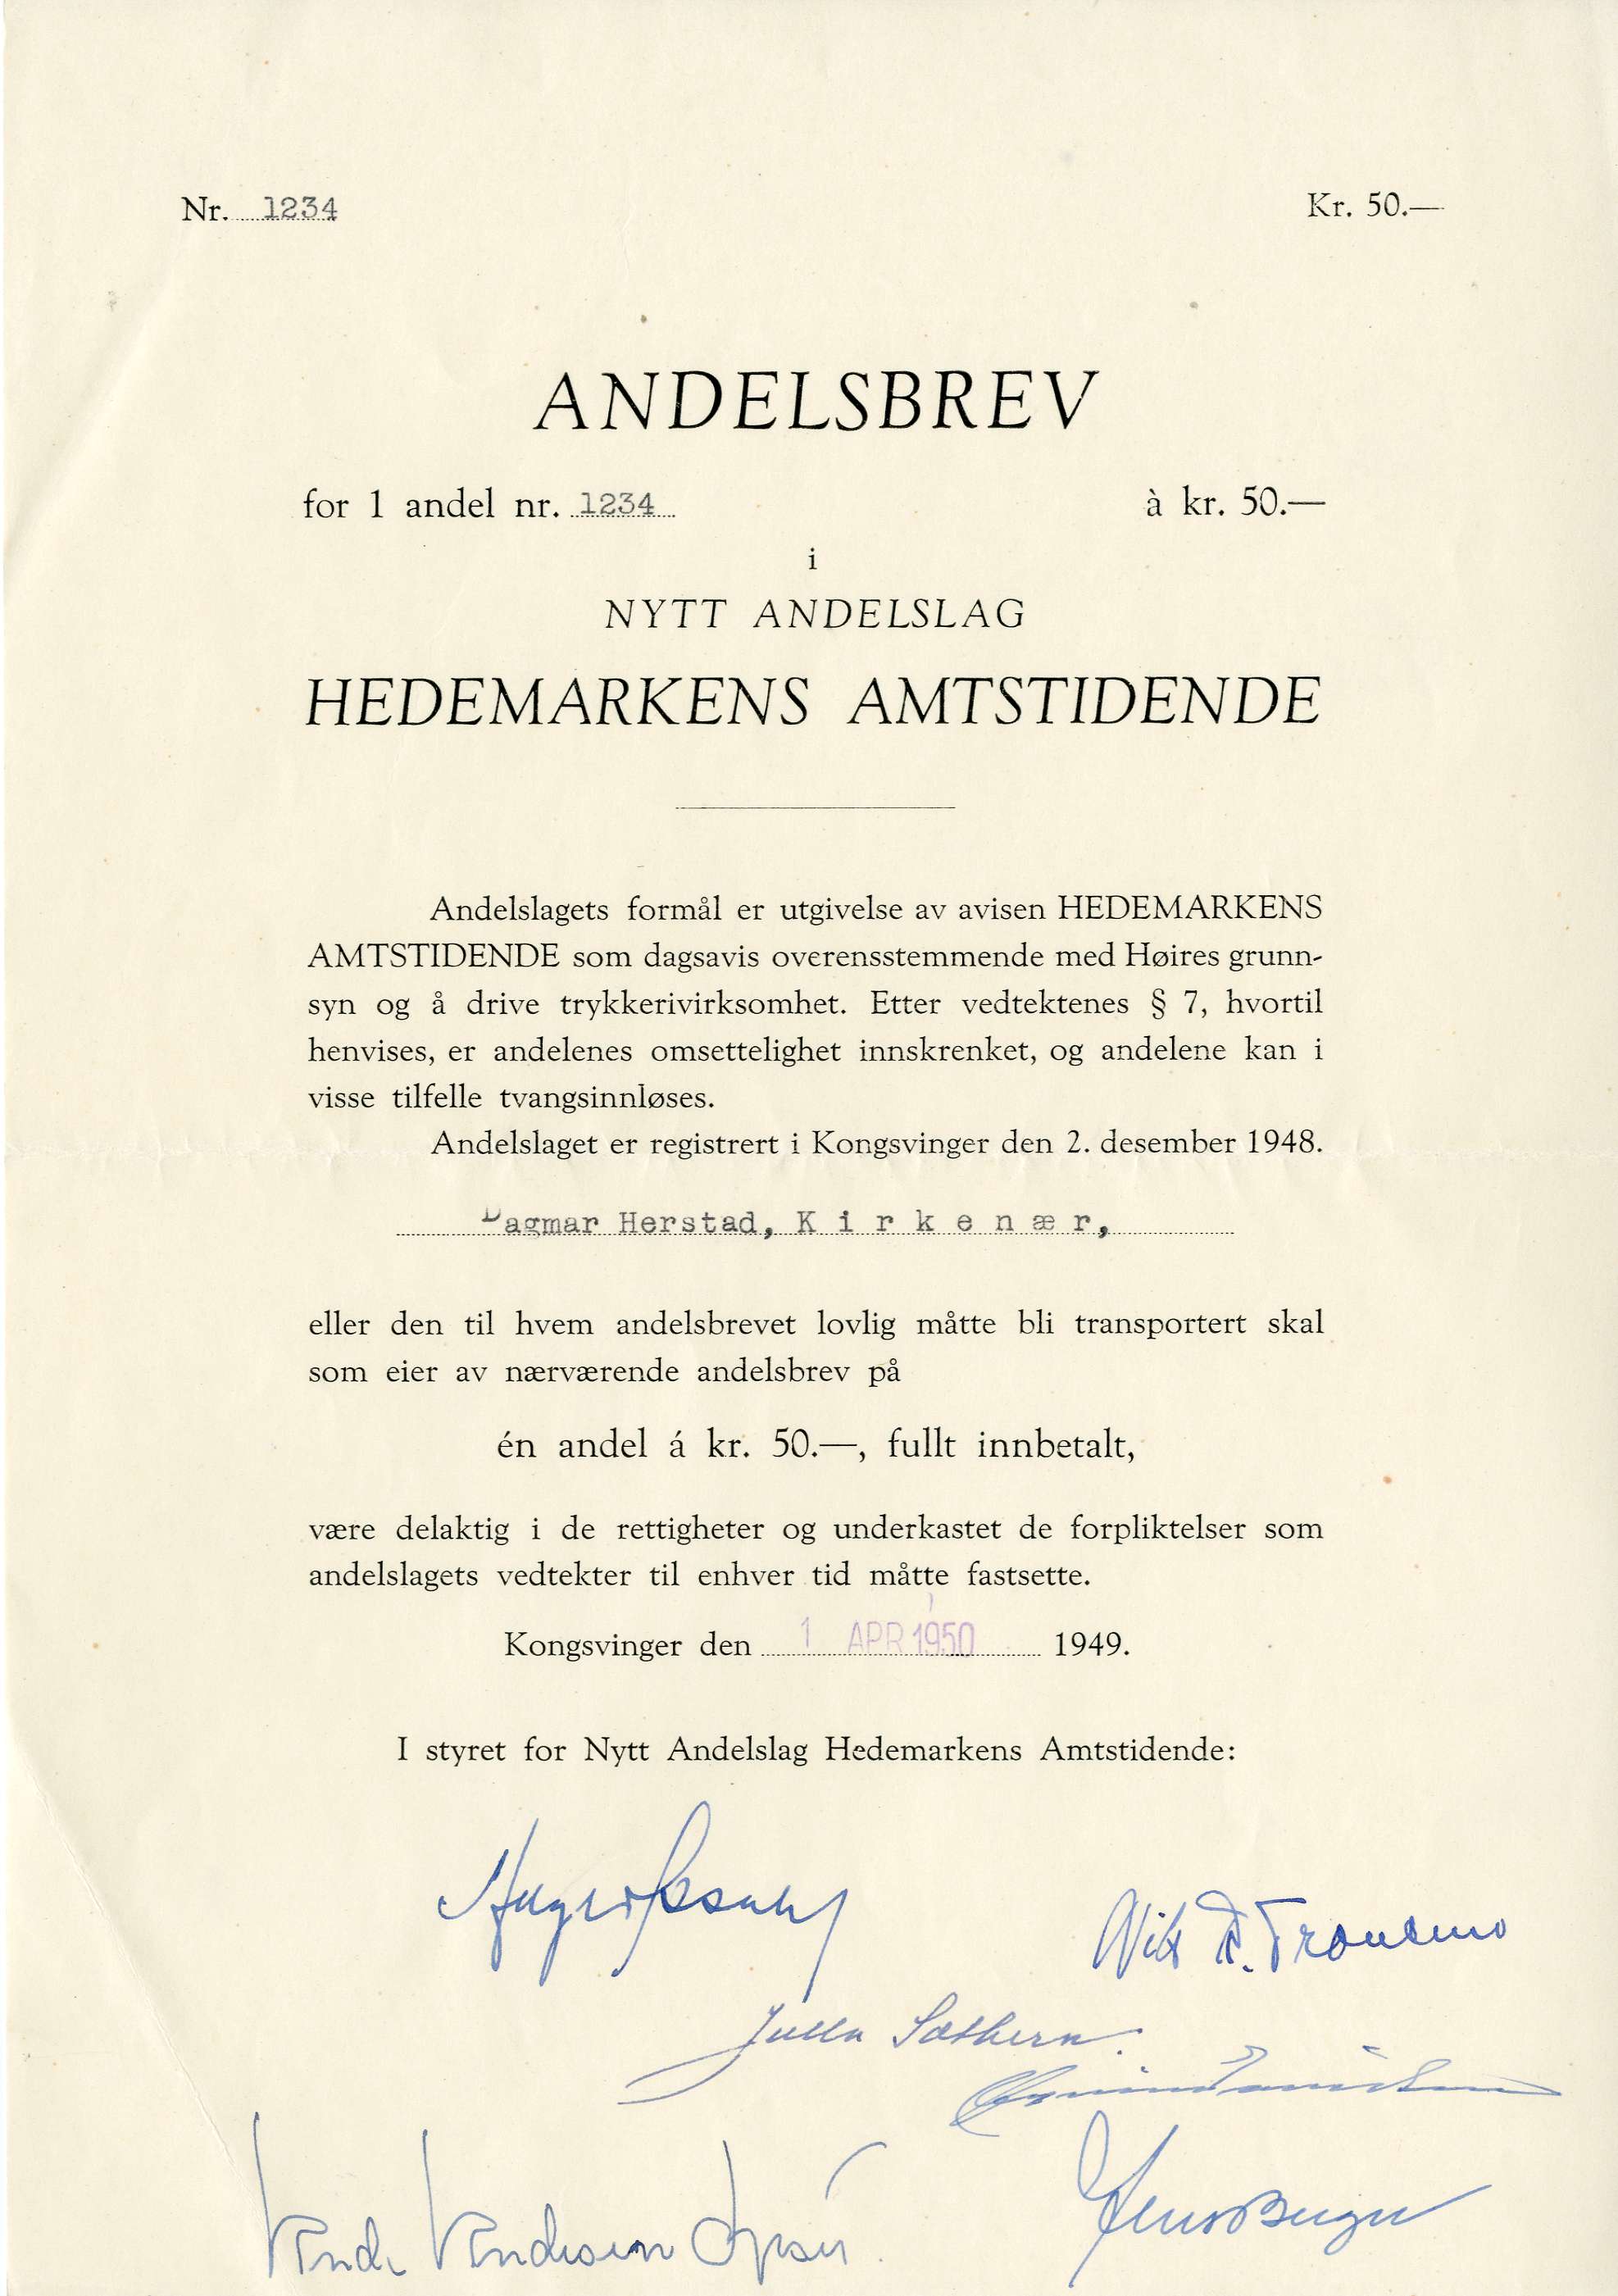 Nr. 1234
Kr. 50.—
ANDELSBREV
for 1 andel nr. 1234 à kr. 50.—
i
NYTT ANDELSLAG
HEDEMARKENS AMTSTIDENDE
Andelslagets formål er utgivelse av avisen HEDEMARKENS
AMTSTIDENDE som dagsavis overensstemmende med Høires grunn-
syn og å drive trykkerivirksomhet. Etter vedtektenes § 7, hvortil
henvises, er andelenes omsettelighet innskrenket, og andelene kan i
visse tilfelle tvangsinnløses.
Andelslaget er registrert i Kongsvinger den 2. desember 1948.
Dagmar Herstad, K i r k e n æ r,
eller den til hvem andelsbrevet lovlig måtte bli transportert skal
som eier av nærværende andelsbrev på
én andel á kr. 50.—, fullt innbetalt,
være delaktig i de rettigheter og underkastet de forpliktelser som
andelslagets vedtekter til enhver tid måtte fastsette.
Kongsvinger den 1 APR 1950 1949.
I styret for Nytt Andelslag Hedemarkens Amtstidende: